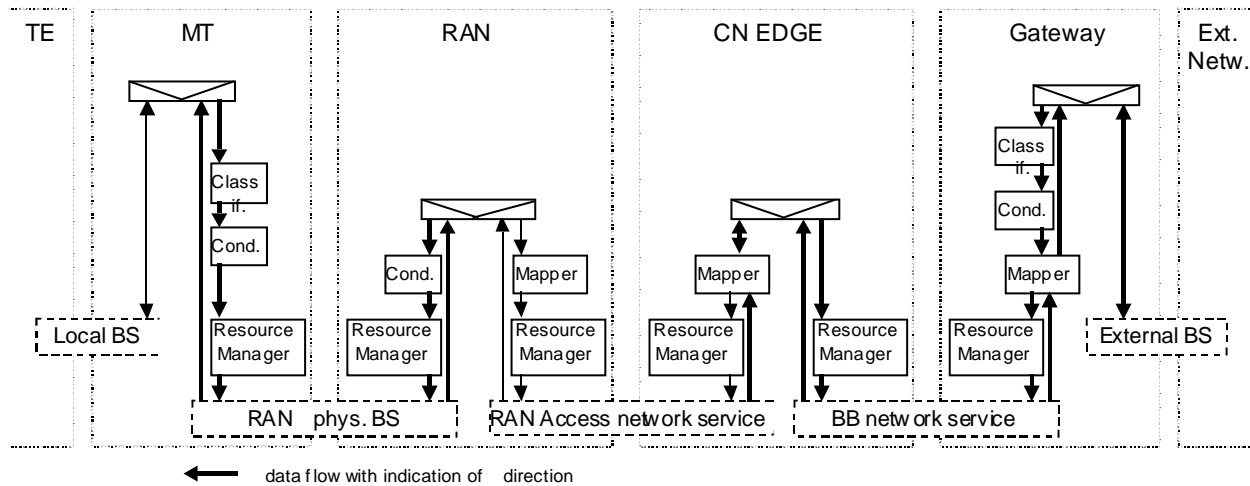 TE
MT
RAN
CN EDGE
Gateway
Ext.
Netw.
Class
if.
Cond.
Resource
Manager
Local BS
Cond.
Mapper
Resource
Manager
Resource
Manager
Mapper
Resource
Manager
Resource
Manager
Class
if.
Cond.
Mapper
Resource
Manager
External BS
RAN phys. BS
RAN Access network service
BB network service
data flow with indication of direction